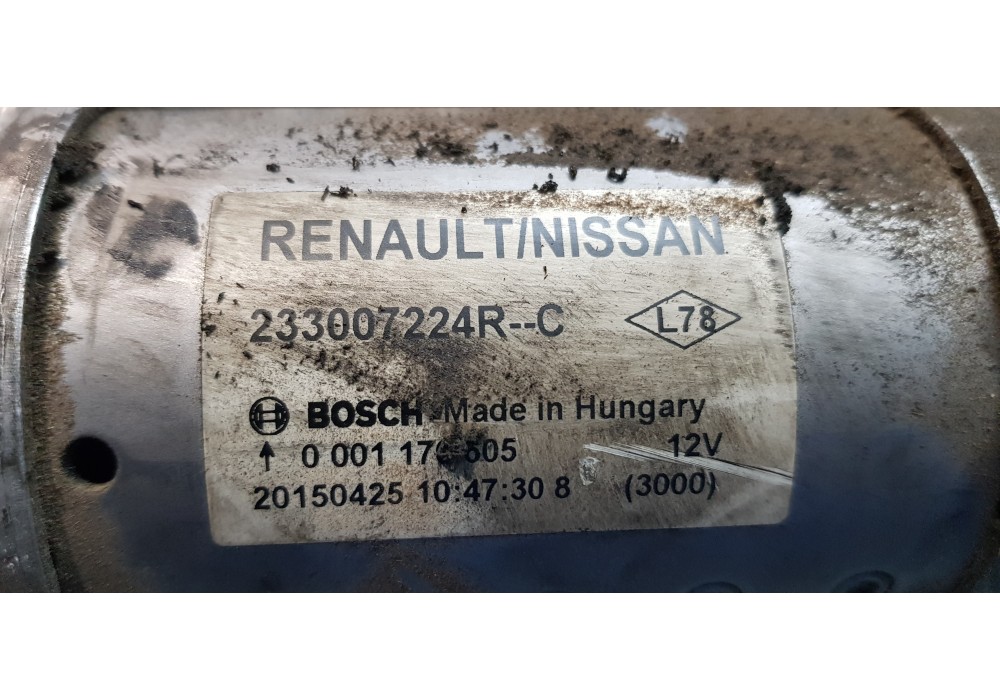 RENAULT/NISSAN
233007224R--C L78
BOSCH Made in Hungary
0 001 12V
20150425 10:47:30 8 (3000)